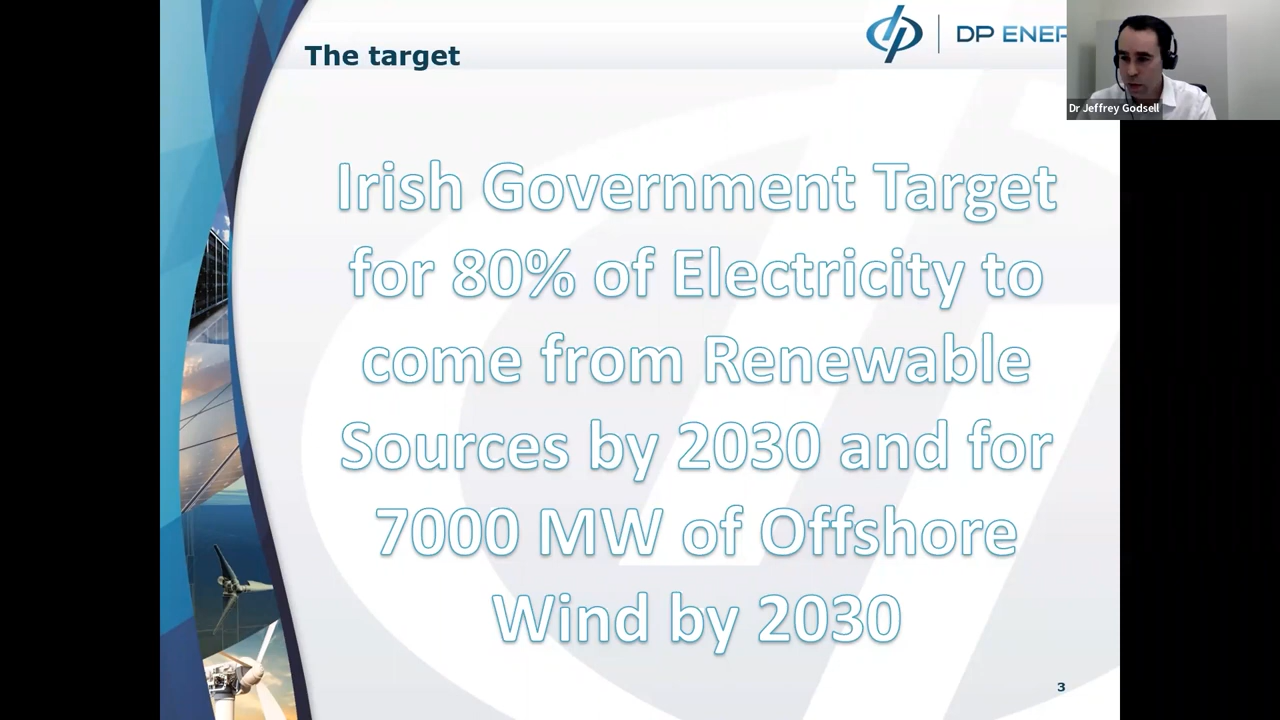 The target
DP ENER
Dr Jeffrey Godsell
Irish Government Target
for 80% of Electricity to
come from Renewable
Sources by 2030 and for
7000 MW of Offshore
Wind by 2030
3